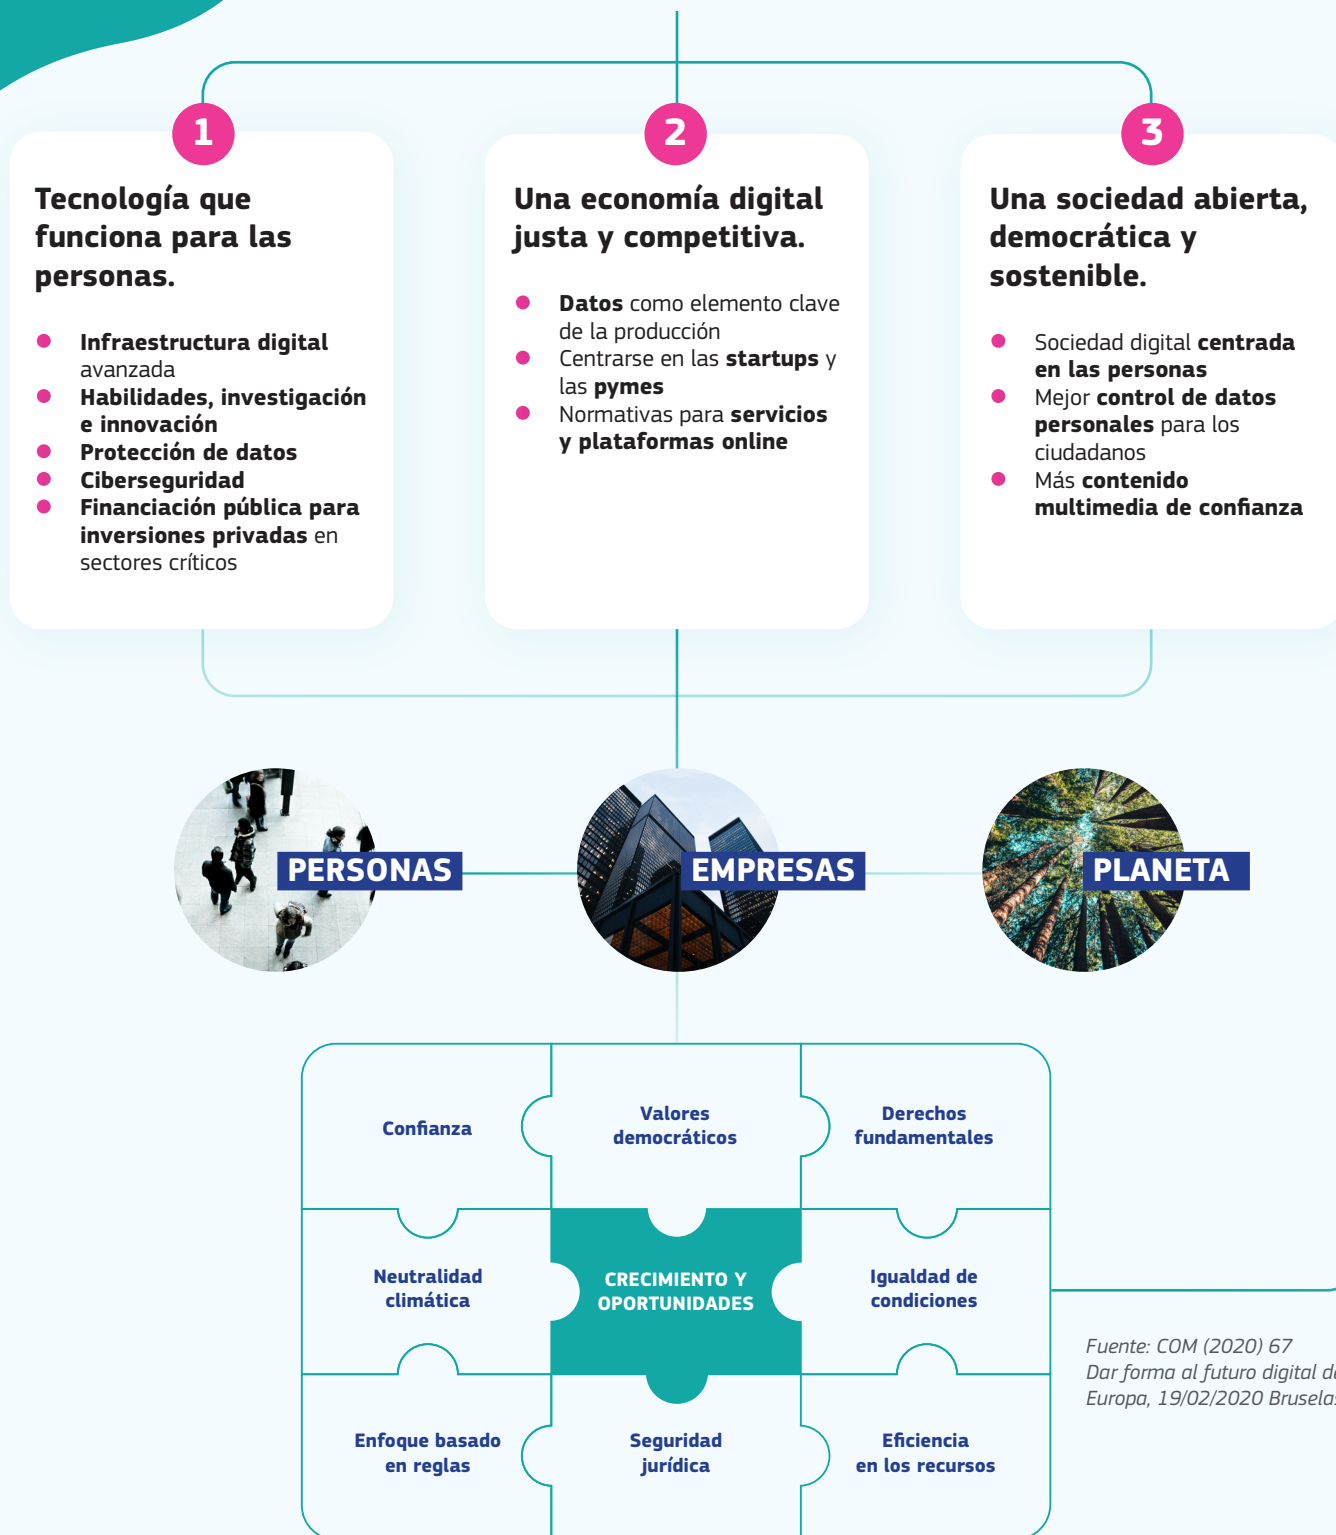 1
Tecnología que
funciona para las
personas.
Infraestructura digital
avanzada
Habilidades, investigación
e innovación
Protección de datos
Ciberseguridad
Financiación pública para
inversiones privadas en
sectores críticos
2
Una economía digital
justa y competitiva.
Datos como elemento clave
de la producción
Centrarse en las startups y
las pymes
Normativas para servicios
y plataformas online
3
Una sociedad abierta,
democrática y
sostenible.
Sociedad digital centrada
en las personas
Mejor control de datos
personales para los
ciudadanos
Más contenido
multimedia de confianza
PERSONAS
EMPRESAS
PLANETA
Confianza
Valores
democráticos
Derechos
fundamentales
Neutralidad
climática
CRECIMIENTO Y
OPORTUNIDADES
Igualdad de
condiciones
Enfoque basado
en reglas
Seguridad
jurídica
Eficiencia
en los recursos
Fuente: COM (2020) 67
Dar forma al futuro digital de
Europa, 19/02/2020 Bruselas